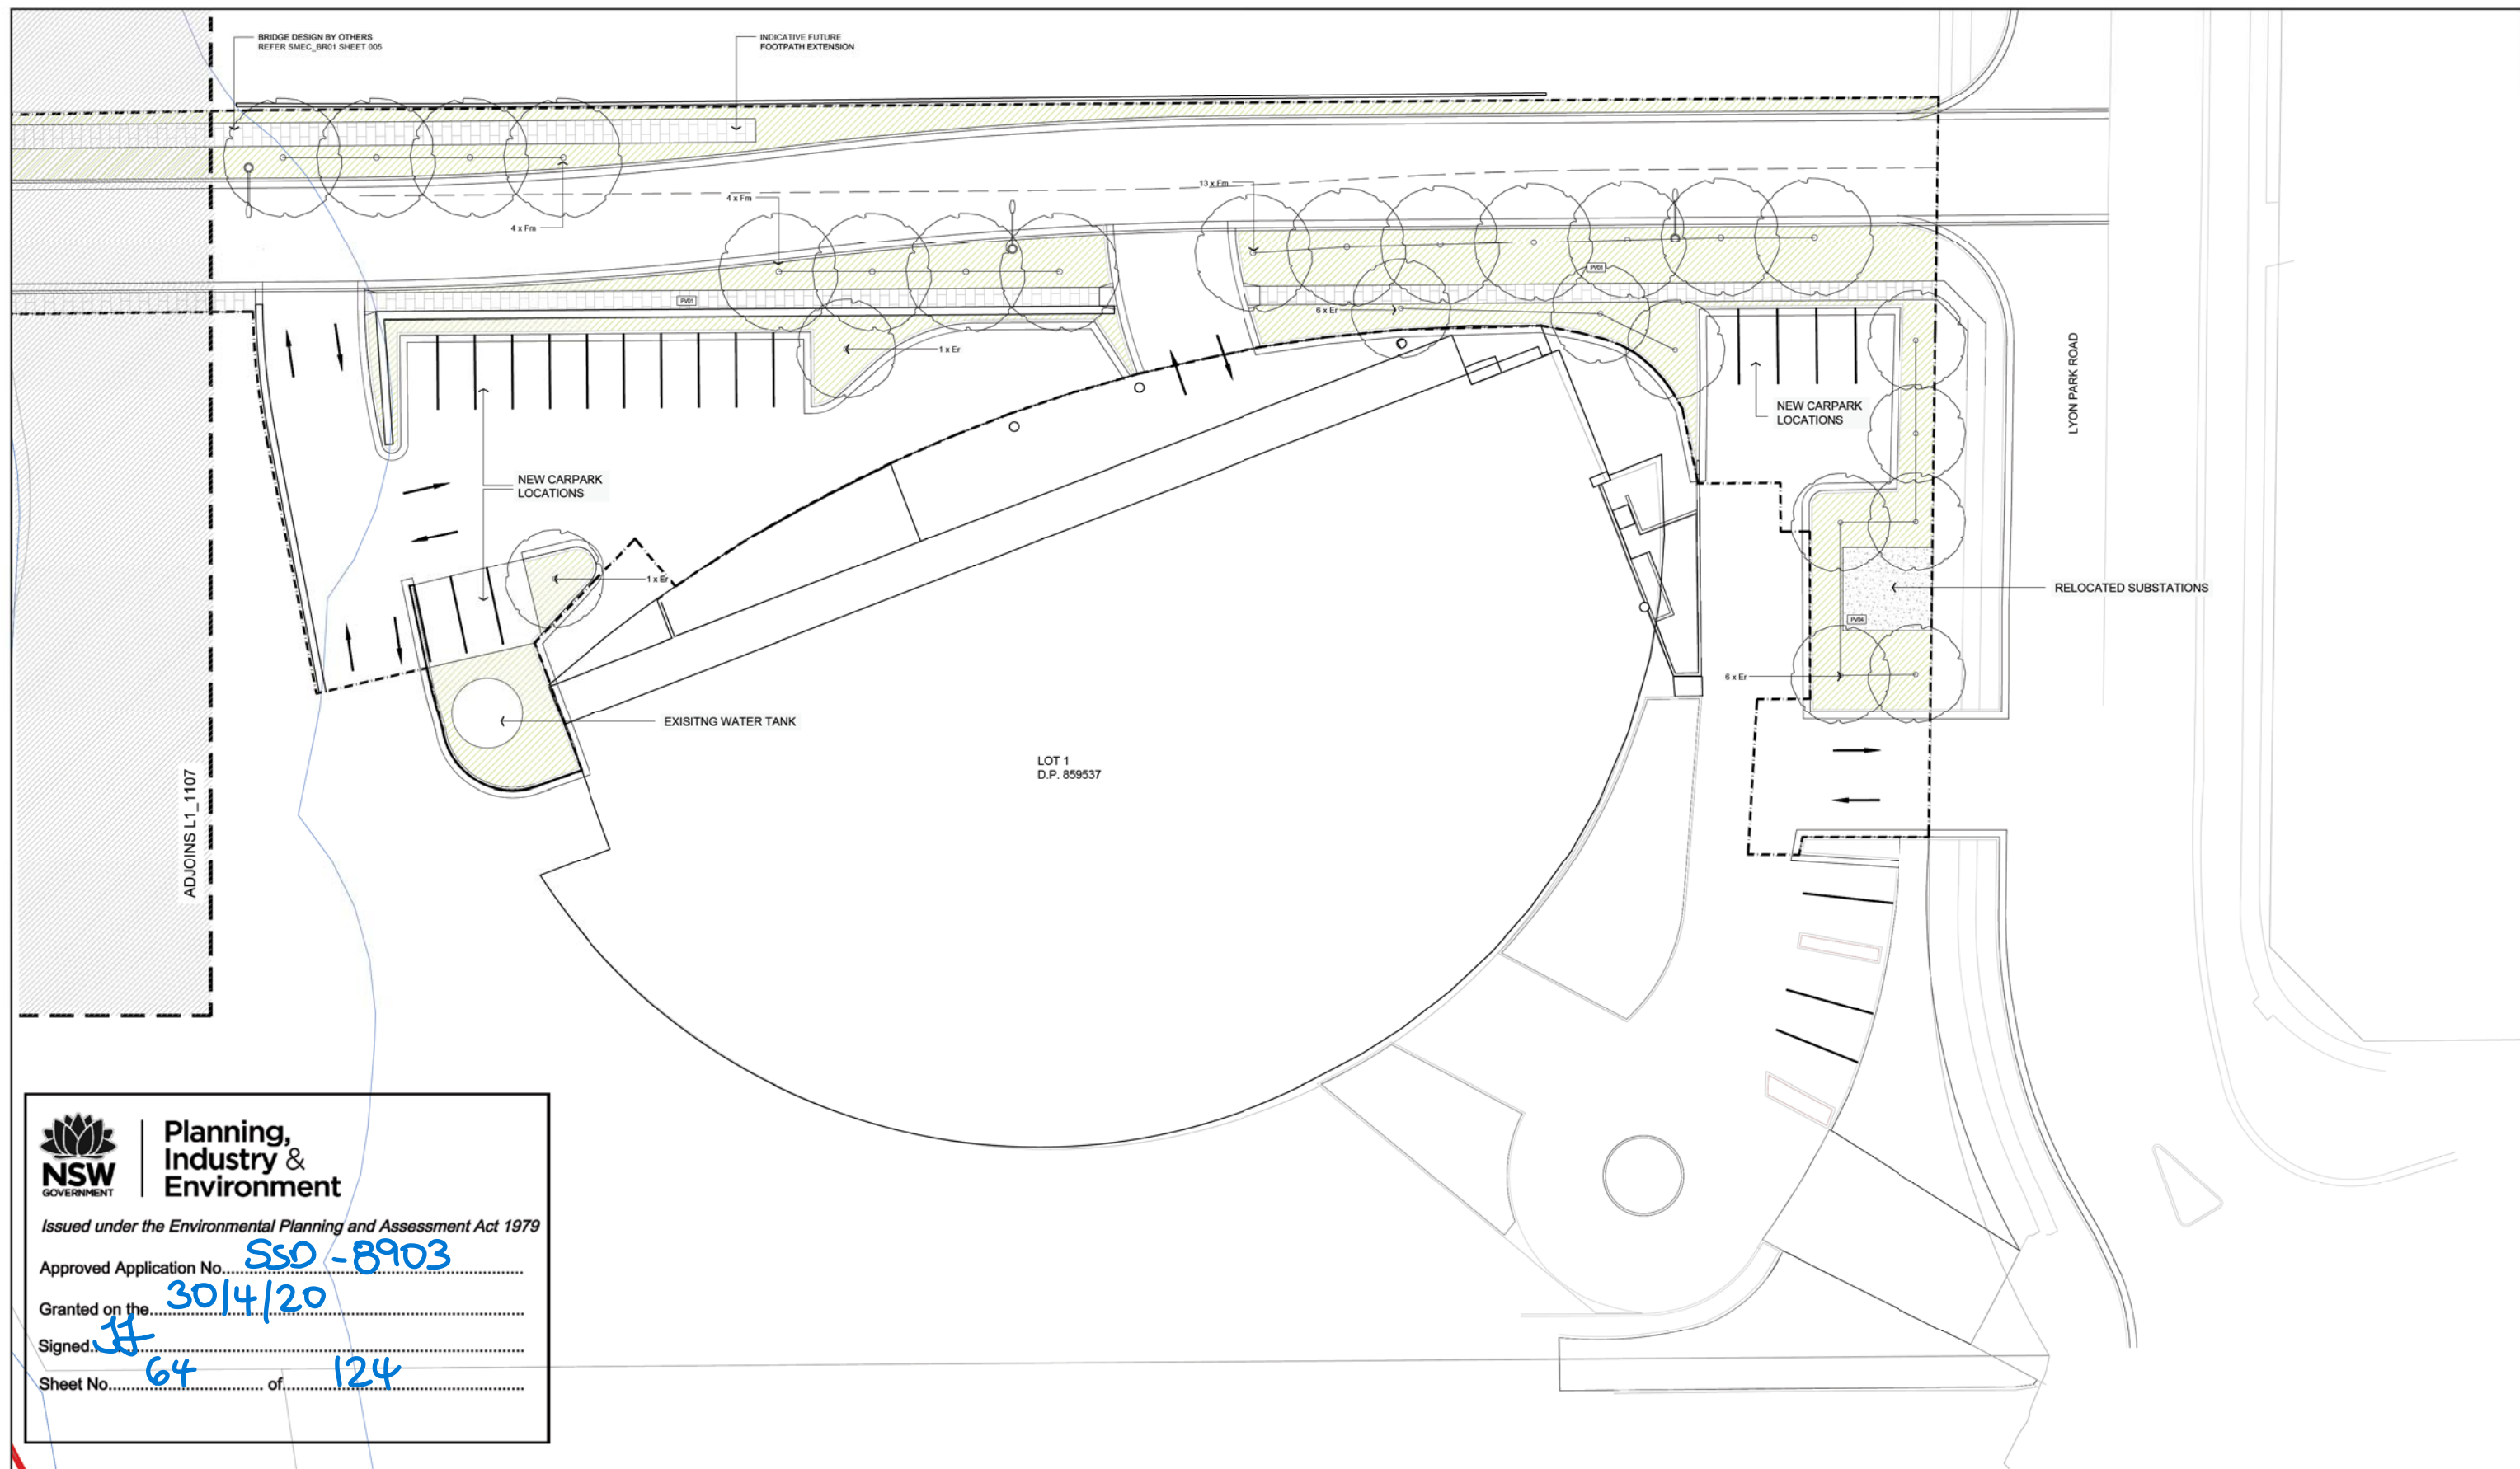 BRIDGE DESIGN BY OTHERS
REFER SMEC_BR01 SHEET 005
INDICATIVE FUTURE
FOOTPATH EXTENSION
13 x Fm
4 x Fm
4 x Fm
PV01
PV01
6 x Er
1 x Er
NEW CARPARK
LOCATIONS
LYON PARK ROAD
NEW CARPARK
LOCATIONS
1 x Er
RELOCATED SUBSTATIONS
PV04
6 x Er
EXISITNG WATER TANK
LOT 1
D.P. 859537
ADJOINS L1_1107
NSW
GOVERNMENT
Planning,
Industry &
Environment
Issued under the Environmental Planning and Assessment Act 1979
Approved Application No. SSD-8903
Granted on the 30/4/20
Signed
Sheet No. 64 of 124